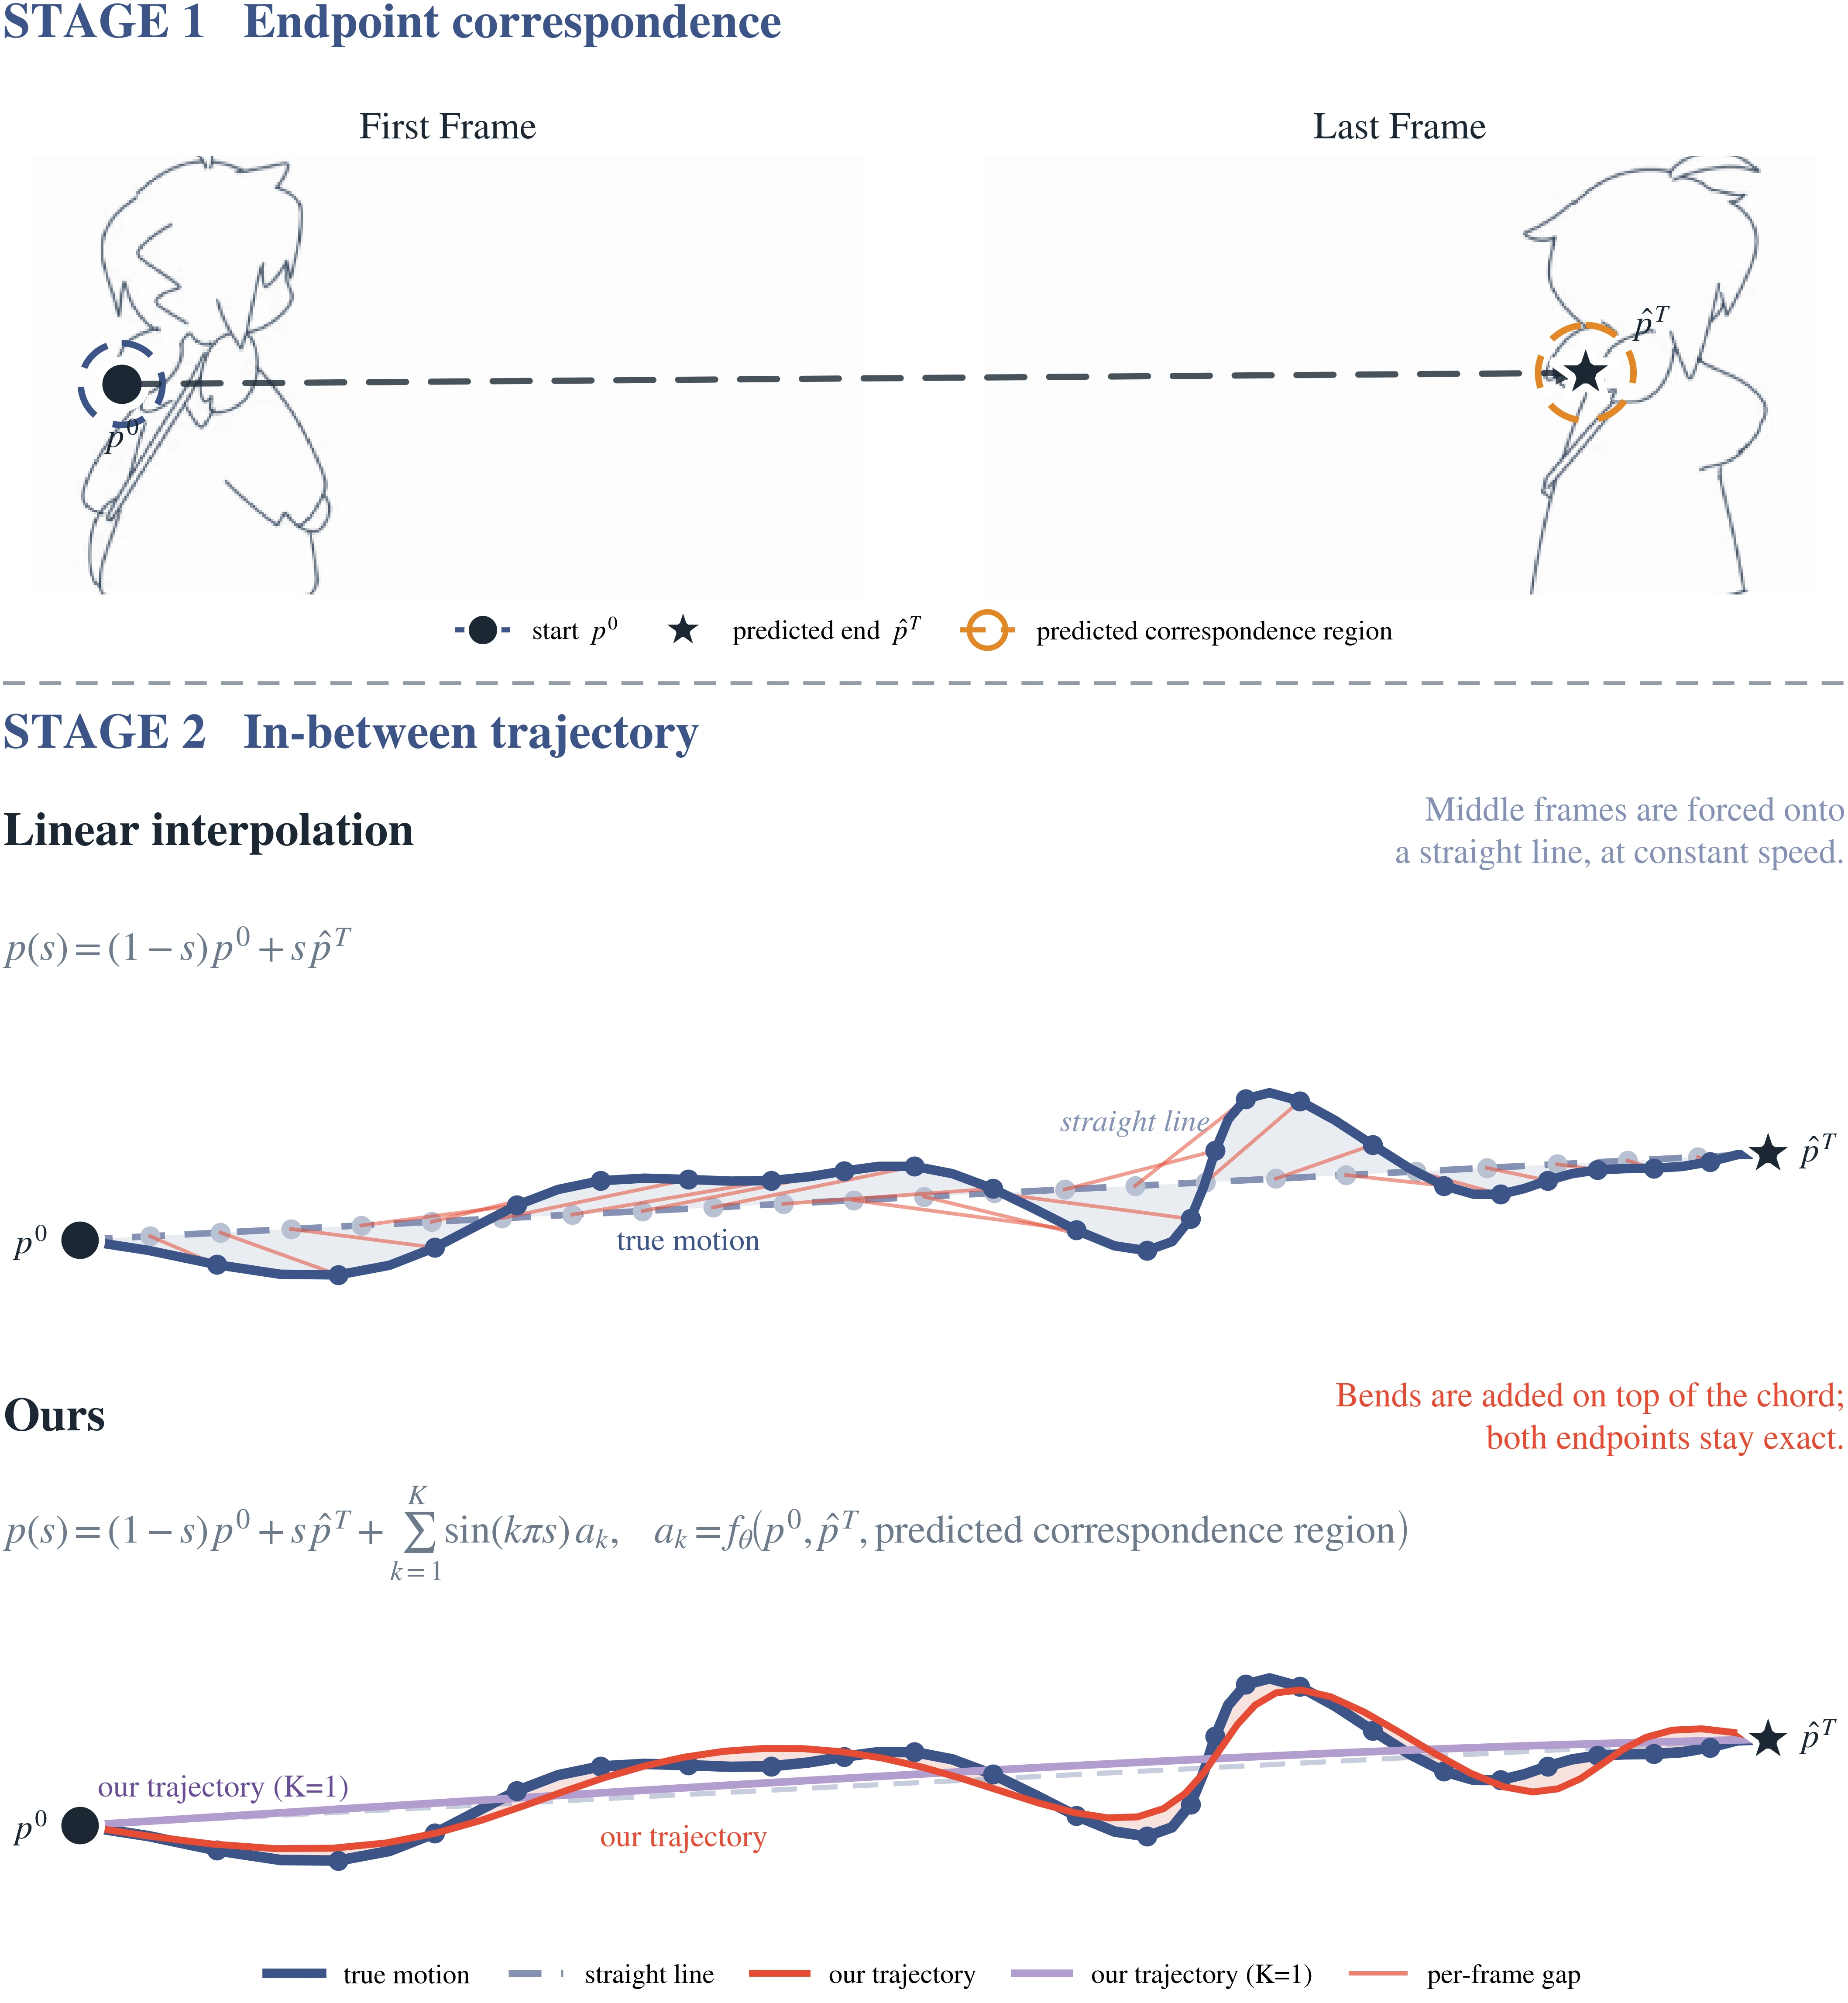 STAGE 1 Endpoint correspondence
First Frame
Last Frame
p̂^T
p^0
start p^0
predicted end p̂^T
predicted correspondence region
STAGE 2 In-between trajectory
Linear interpolation
Middle frames are forced onto
a straight line, at constant speed.
p(s) = (1 − s) p^0 + s p̂^T
straight line
p̂^T
p^0
true motion
Ours
Bends are added on top of the chord;
both endpoints stay exact.
p(s) = (1 − s) p^0 + s p̂^T + ∑_{k=1}^{K} sin(kπs) a_k, a_k = f_θ(p^0, p̂^T, predicted correspondence region)
p̂^T
our trajectory (K=1)
p^0
our trajectory
true motion
straight line
our trajectory
our trajectory (K=1)
per-frame gap